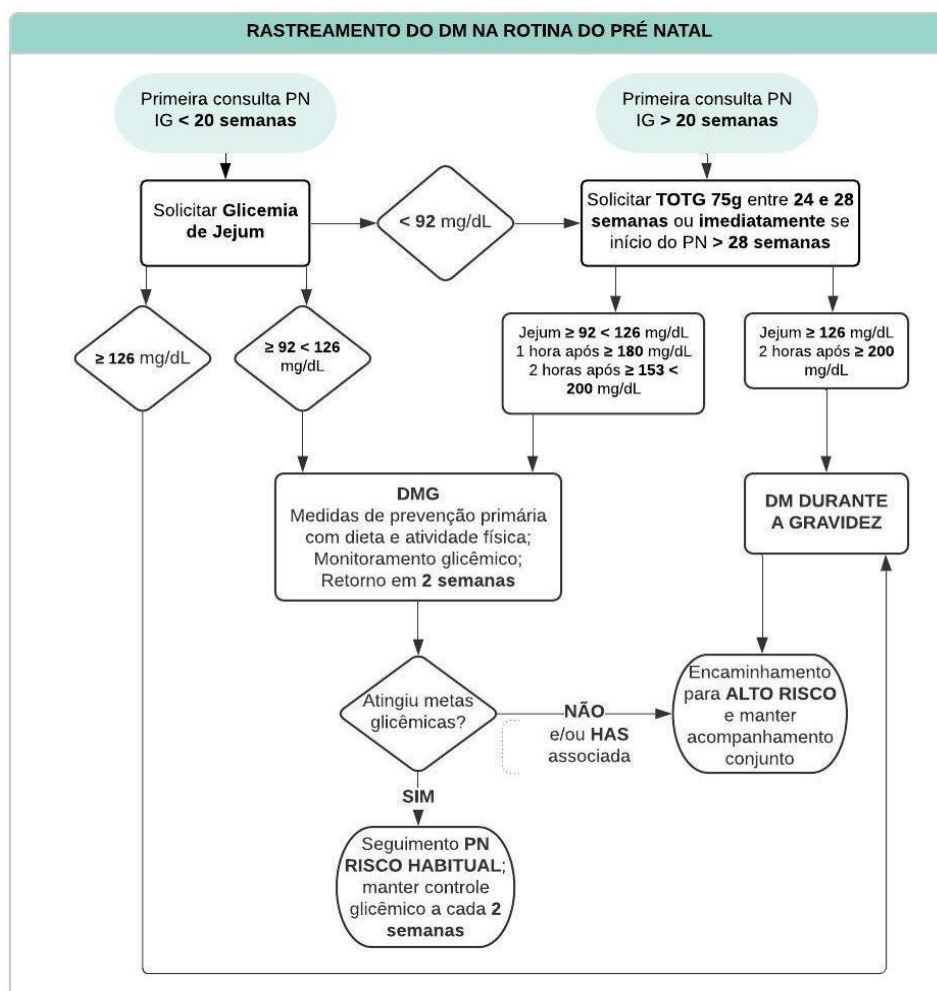 RASTREAMENTO DO DM NA ROTINA DO PRÉ NATAL
Primeira consulta PN
IG < 20 semanas
Primeira consulta PN
IG > 20 semanas
Solicitar Glicemia
de Jejum
< 92 mg/dL
Solicitar TOTG 75g entre 24 e 28
semanas ou imediatamente se
início do PN > 28 semanas
≥ 126 mg/dL
≥ 92 < 126
mg/dL
Jejum ≥ 92 < 126 mg/dL
1 hora após ≥ 180 mg/dL
2 horas após ≥ 153 <
200 mg/dL
Jejum ≥ 126 mg/dL
2 horas após ≥ 200
mg/dL
DMG
Medidas de prevenção primária
com dieta e atividade física;
Monitoramento glicêmico;
Retorno em 2 semanas
DM DURANTE
A GRAVIDEZ
Atingiu metas
glicêmicas?
NÃO
e/ou HAS
associada
Encaminhamento
para ALTO RISCO
e manter
acompanhamento
conjunto
SIM
Seguimento PN
RISCO HABITUAL;
manter controle
glicêmico a cada 2
semanas